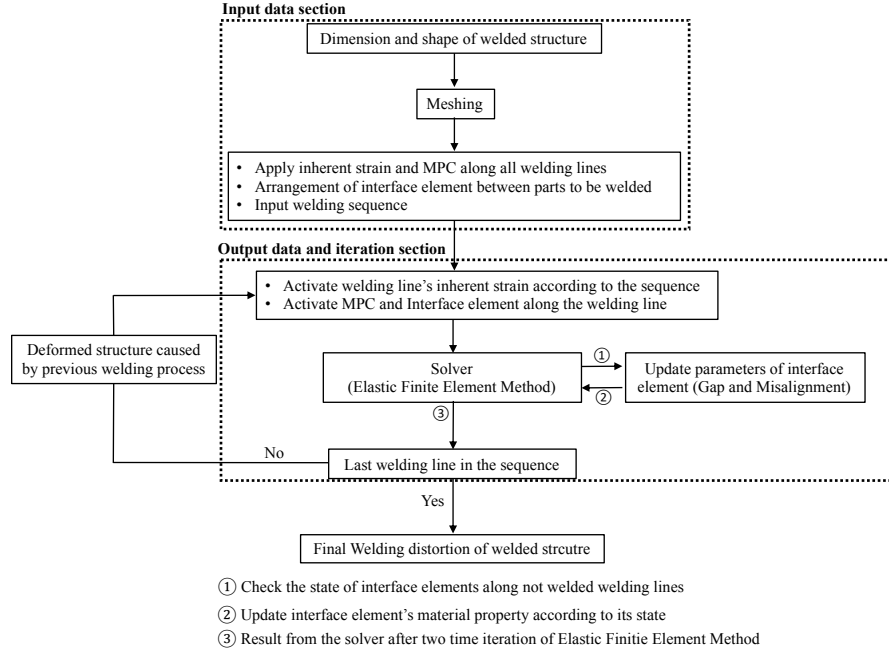 Input data section
Dimension and shape of welded structure
Meshing
• Apply inherent strain and MPC along all welding lines
• Arrangement of interface element between parts to be welded
• Input welding sequence
Output data and iteration section
• Activate welding line's inherent strain according to the sequence
• Activate MPC and Interface element along the welding line
Deformed structure caused
by previous welding process
Solver
(Elastic Finite Element Method)
①
②
Update parameters of interface
element (Gap and Misalignment)
③
No
Last welding line in the sequence
Yes
Final Welding distortion of welded strcutre
① Check the state of interface elements along not welded welding lines
② Update interface element's material property according to its state
③ Result from the solver after two time iteration of Elastic Finitie Element Method